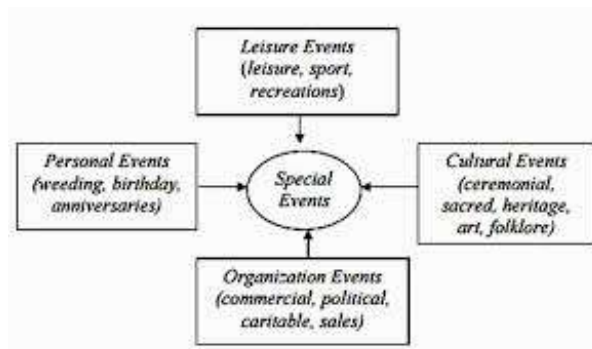 Leisure Events
(leisure, sport,
recreations)
Personal Events
(weeding, birthday,
anniversaries)
Special
Events
Cultural Events
(ceremonial,
sacred, heritage,
art, folklore)
Organization Events
(commercial, political,
caritable, sales)